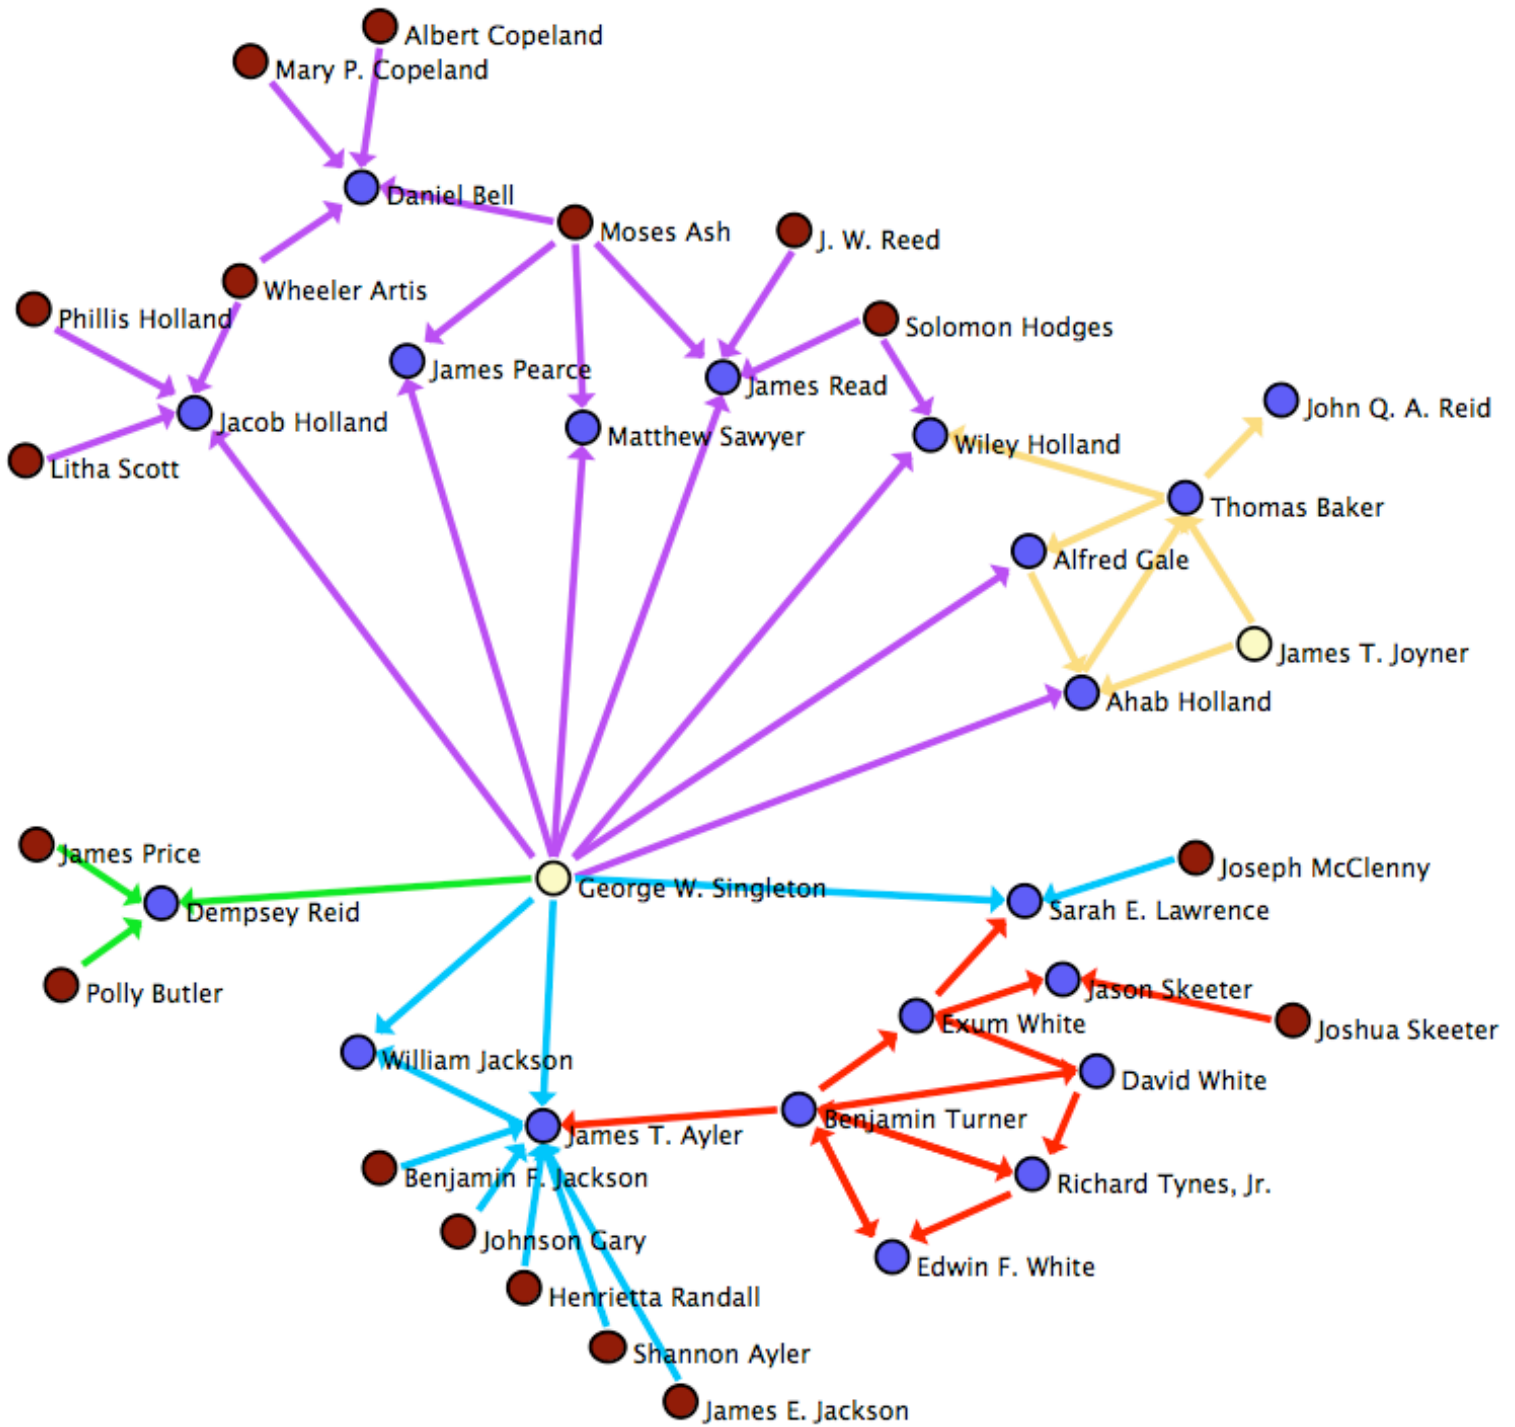 Albert Copeland
Mary P. Copeland
Daniel Bell
Moses Ash
J. W. Reed
Wheeler Artis
Phillis Holland
Solomon Hodges
James Pearce
James Read
John Q. A. Reid
Jacob Holland
Matthew Sawyer
Wiley Holland
Litha Scott
Thomas Baker
Alfred Gale
James T. Joyner
Ahab Holland
James Price
Joseph McClenny
George W. Singleton
Dempsey Reid
Sarah E. Lawrence
Polly Butler
Jason Skeeter
Exum White
Joshua Skeeter
William Jackson
David White
Benjamin Turner
James T. Ayler
Benjamin F. Jackson
Richard Tynes, Jr.
Johnson Gary
Edwin F. White
Henrietta Randall
Shannon Ayler
James E. Jackson